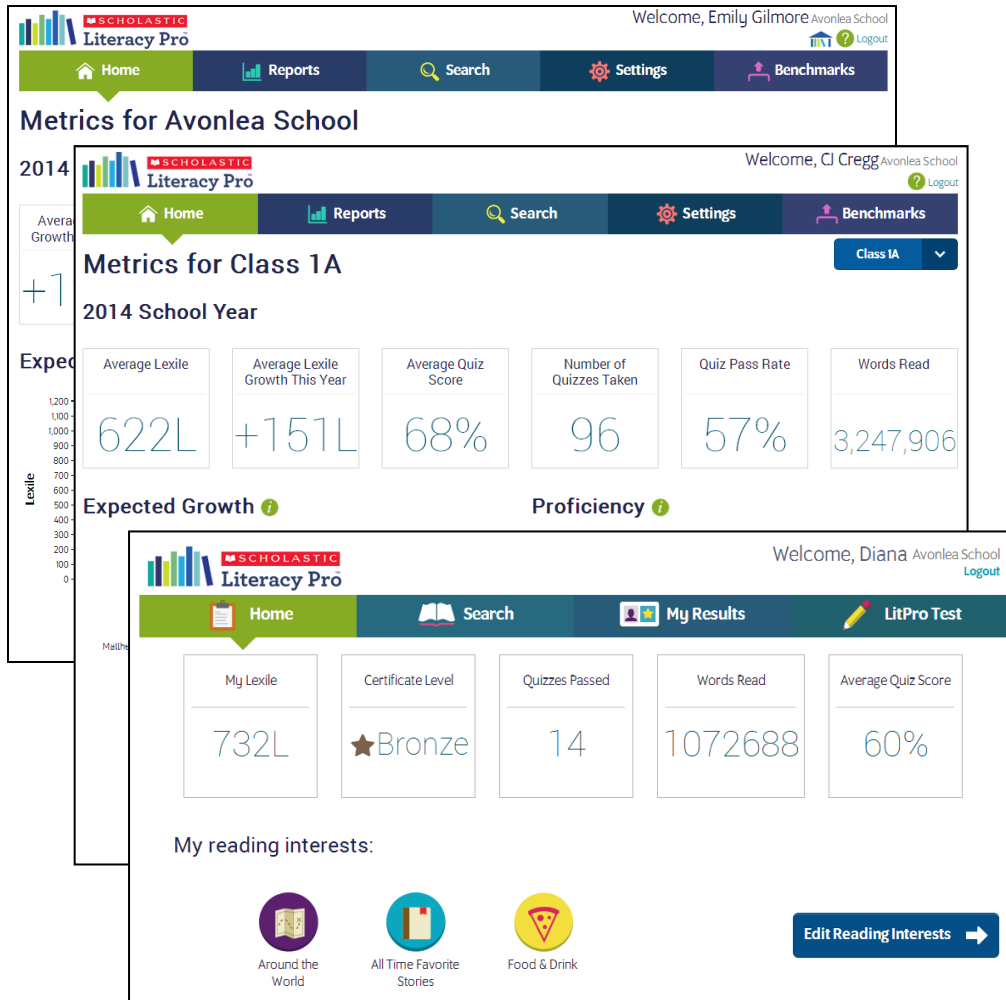 SCHOLASTIC
Literacy Pro
Welcome, Emily Gilmore Avonlea School
? Logout
Home Reports Search Settings Benchmarks
Metrics for Avonlea School
2014
Growth
+1
1,200
1,100
1,000
900
800
700
600
500
400
300
200
100
0
Lexile
SCHOLASTIC
Literacy Pro™
Welcome, CJ Cregg Avonlea School
? Logout
Home Reports Search Settings Benchmarks
Metrics for Class 1A
Class 1A
2014 School Year
Average Lexile
622L
Average Lexile
Growth This Year
+151L
Average Quiz
Score
68%
Number of
Quizzes Taken
96
Quiz Pass Rate
57%
Words Read
3,247,906
Expected Growth i
Proficiency i
SCHOLASTIC
Literacy Pro™
Welcome, Diana Avonlea School
Logout
Home Search My Results LitPro Test
My Lexile
732L
Certificate Level
Bronze
Quizzes Passed
14
Words Read
1072688
Average Quiz Score
60%
My reading interests:
Around the
World
All Time Favorite
Stories
Food & Drink
Edit Reading Interests